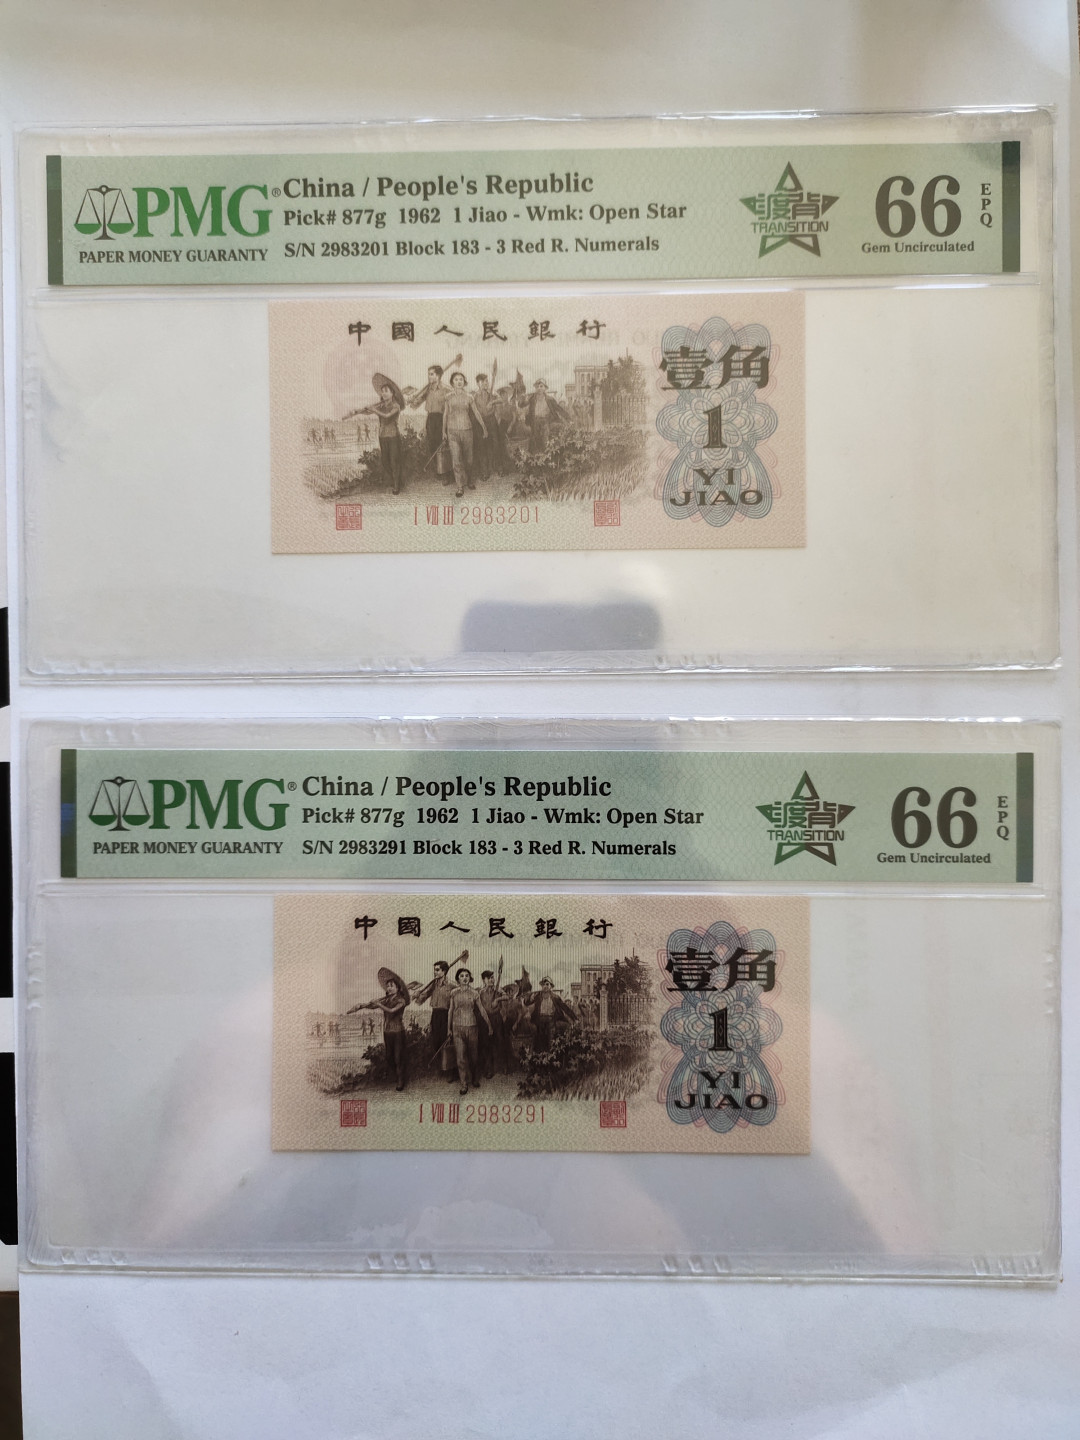 PMG®
PAPER MONEY GUARANTY
China / People's Republic
Pick# 877g 1962 1 Jiao - Wmk: Open Star
S/N 2983201 Block 183 - 3 Red R. Numerals
渡背
TRANSITION
66
EPQ
Gem Uncirculated
中國人民銀行
壹角
1
YI
JIAO
I VIII III 2983201
PMG®
PAPER MONEY GUARANTY
China / People's Republic
Pick# 877g 1962 1 Jiao - Wmk: Open Star
S/N 2983291 Block 183 - 3 Red R. Numerals
渡背
TRANSITION
66
EPQ
Gem Uncirculated
中國人民銀行
壹角
1
YI
JIAO
I VIII III 2983291